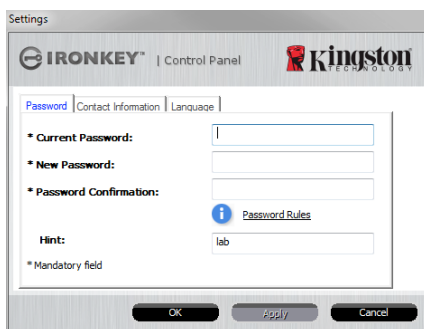 Settings
IRONKEY™ | Control Panel
Kingston
TECHNOLOGY
Password Contact Information Language
* Current Password:
* New Password:
* Password Confirmation:
Password Rules
Hint: lab
* Mandatory field
OK Apply Cancel